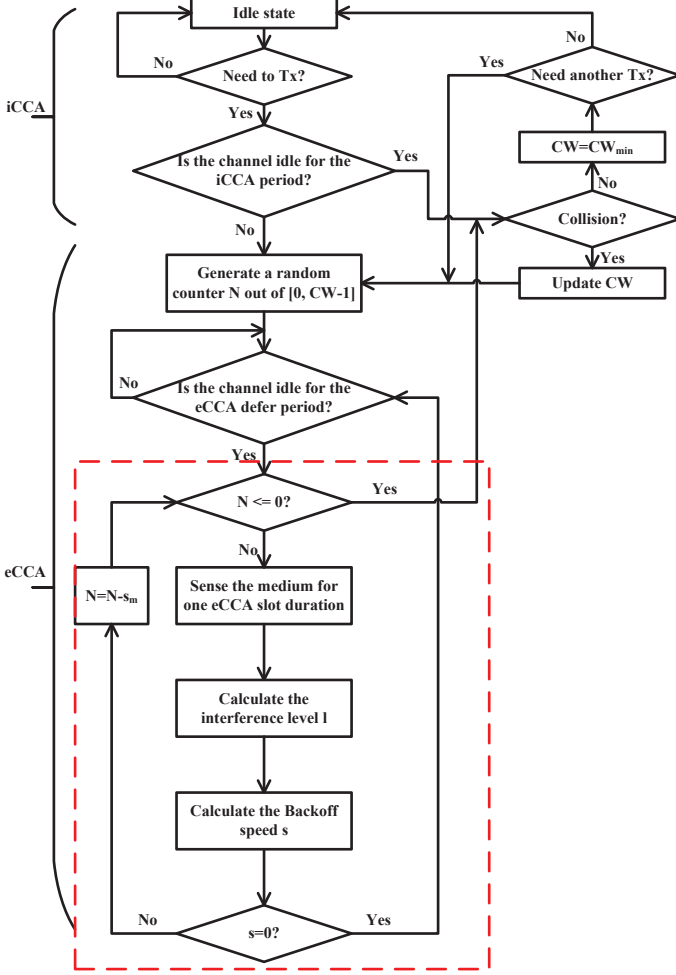 Idle state
No
No
Need to Tx?
Yes
Need another Tx?
iCCA
Yes
CW=CWmin
Is the channel idle for the
iCCA period?
Yes
No
Collision?
No
Yes
Generate a random
counter N out of [0, CW-1]
Update CW
No
Is the channel idle for the
eCCA defer period?
Yes
N <= 0?
Yes
No
eCCA
N=N-sm
Sense the medium for
one eCCA slot duration
Calculate the
interference level l
Calculate the Backoff
speed s
No
s=0?
Yes